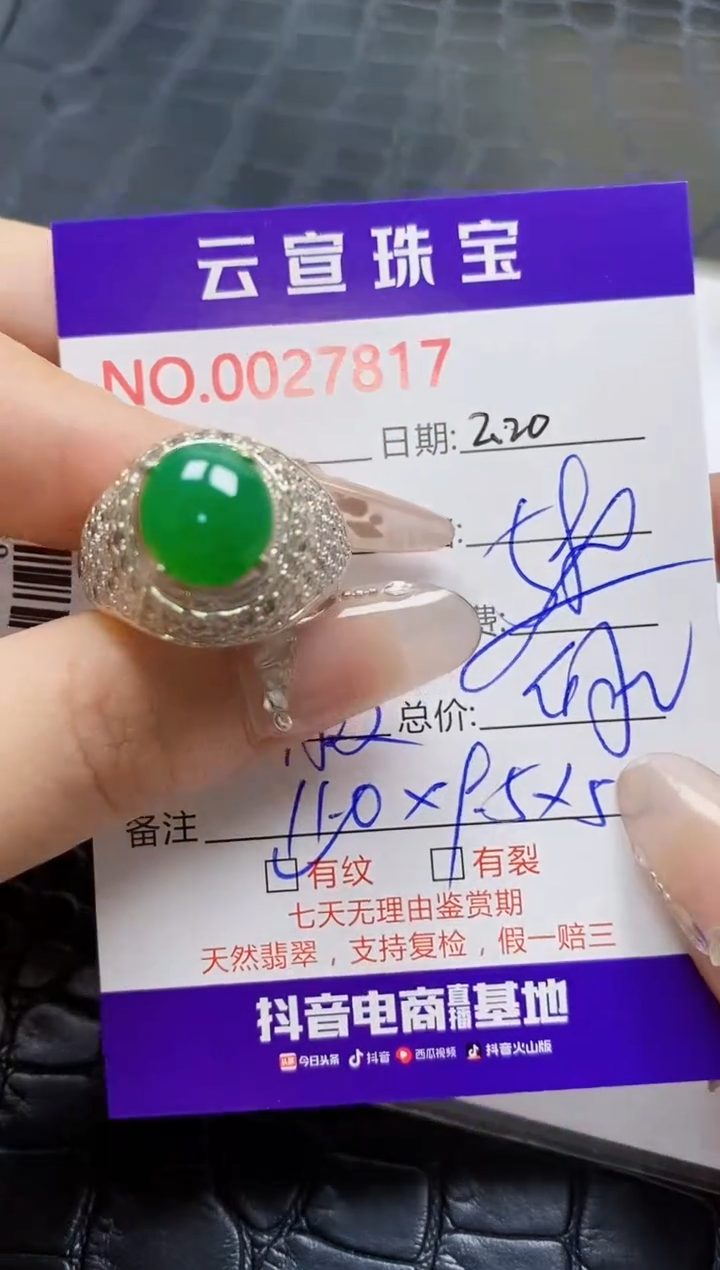 云宣珠宝
NO.0027817
日期: 2.20
费:
总价:
11.0×9.5×5
备注
有纹 有裂
七天无理由鉴赏期
天然翡翠，支持复检，假一赔三
抖音电商直播基地
头条 今日头条 抖音 西瓜视频 抖音火山版